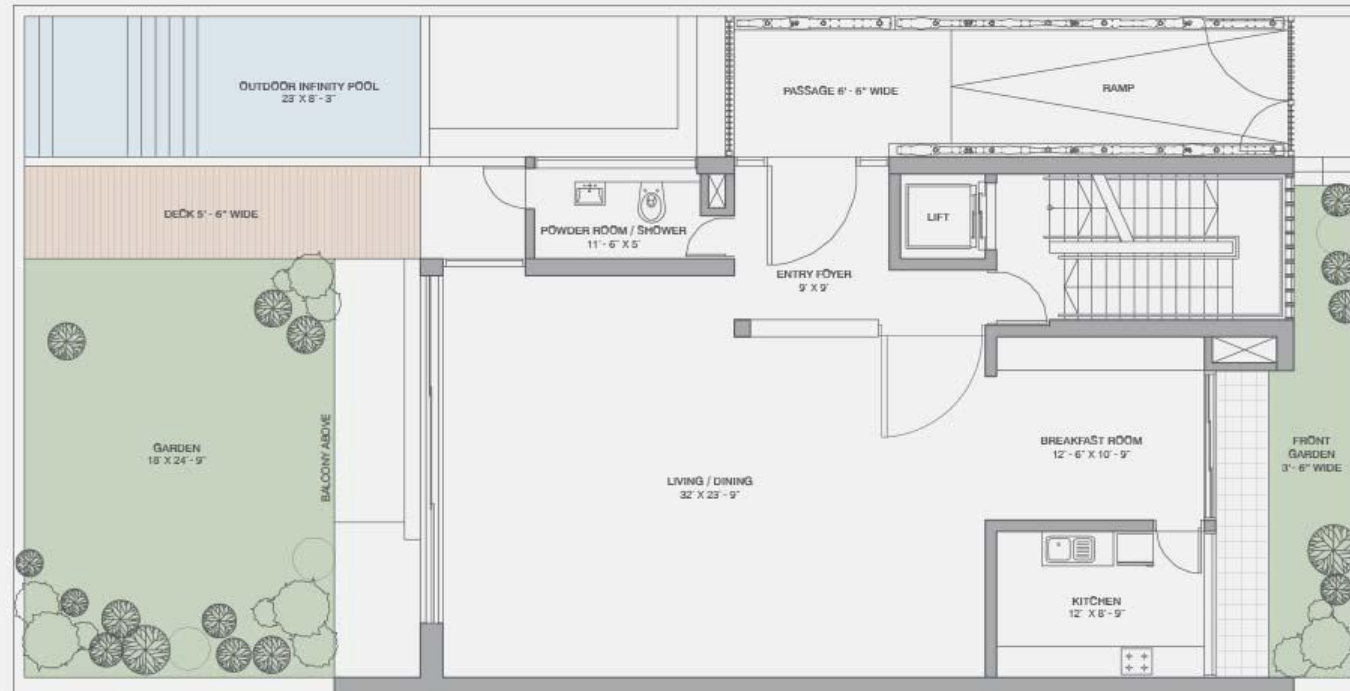 OUTDOOR INFINITY POOL
23' X 8' - 3"
PASSAGE 6' - 6" WIDE
RAMP
DECK 5' - 6" WIDE
POWDER ROOM / SHOWER
11' - 6" X 5'
LIFT
ENTRY FOYER
9' X 9'
GARDEN
18' X 24' - 9"
BALCONY ABOVE
LIVING / DINING
32' X 23' - 9"
BREAKFAST ROOM
12' - 6" X 10' - 9"
FRONT
GARDEN
3' - 6" WIDE
KITCHEN
12' X 8' - 9"